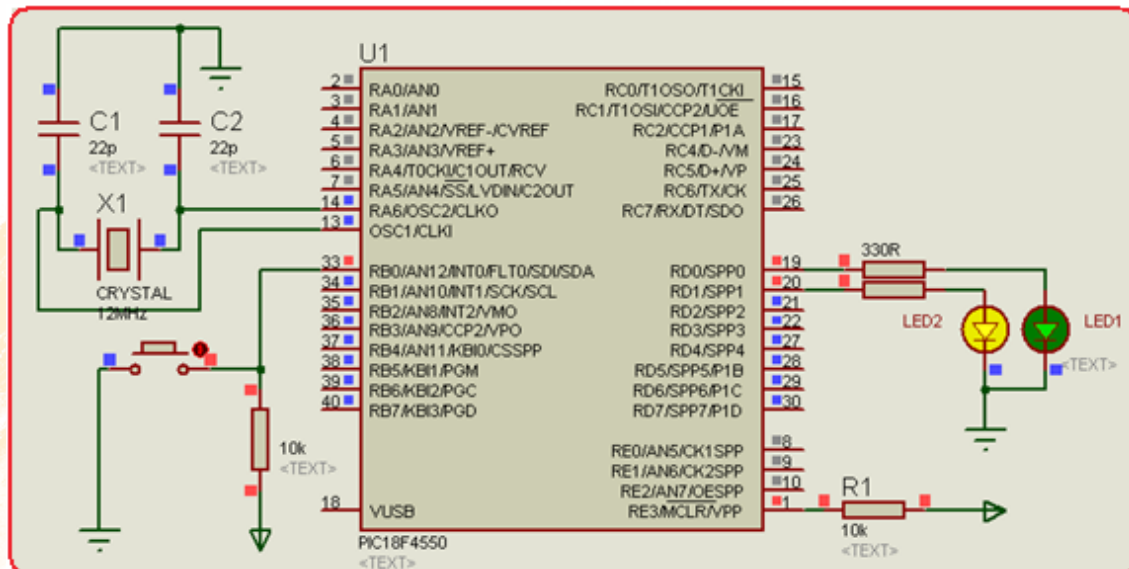 U1
C1
22p
<TEXT>
C2
22p
<TEXT>
X1
CRYSTAL
12MHz
10k
<TEXT>
2 RA0/AN0
3 RA1/AN1
4 RA2/AN2/VREF-/CVREF
5 RA3/AN3/VREF+
6 RA4/T0CKI/C1OUT/RCV
7 RA5/AN4/SS/LVDIN/C2OUT
14 RA6/OSC2/CLKO
13 OSC1/CLKI
33 RB0/AN12/INT0/FLT0/SDI/SDA
34 RB1/AN10/INT1/SCK/SCL
35 RB2/AN8/INT2/VMO
36 RB3/AN9/CCP2/VPO
37 RB4/AN11/KBI0/CSSPP
38 RB5/KBI1/PGM
39 RB6/KBI2/PGC
40 RB7/KBI3/PGD
18 VUSB
PIC18F4550
<TEXT>
RC0/T1OSO/T1CKI 15
RC1/T1OSI/CCP2/UOE 16
RC2/CCP1/P1A 17
RC4/D-/VM 23
RC5/D+/VP 24
RC6/TX/CK 25
RC7/RX/DT/SDO 26
RD0/SPP0 19
RD1/SPP1 20
RD2/SPP2 21
RD3/SPP3 22
RD4/SPP4 27
RD5/SPP5/P1B 28
RD6/SPP6/P1C 29
RD7/SPP7/P1D 30
RE0/AN5/CK1SPP 8
RE1/AN6/CK2SPP 9
RE2/AN7/OESPP 10
RE3/MCLR/VPP 1
330R
LED2
LED1
<TEXT>
R1
10k
<TEXT>